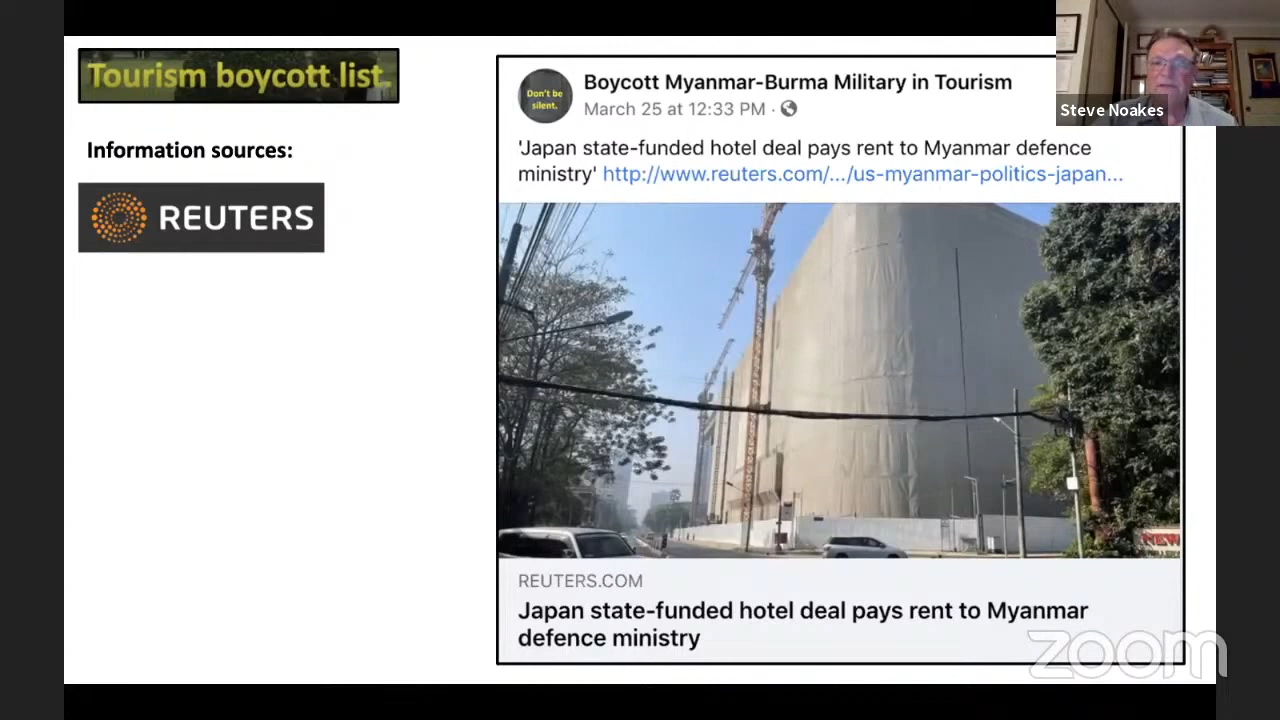 Tourism boycott list.
Information sources:
REUTERS
Don't be
silent.
Boycott Myanmar-Burma Military in Tourism
March 25 at 12:33 PM ·
'Japan state-funded hotel deal pays rent to Myanmar defence
ministry' http://www.reuters.com/.../us-myanmar-politics-japan...
NEW
REUTERS.COM
Japan state-funded hotel deal pays rent to Myanmar
defence ministry
Steve Noakes
zoom